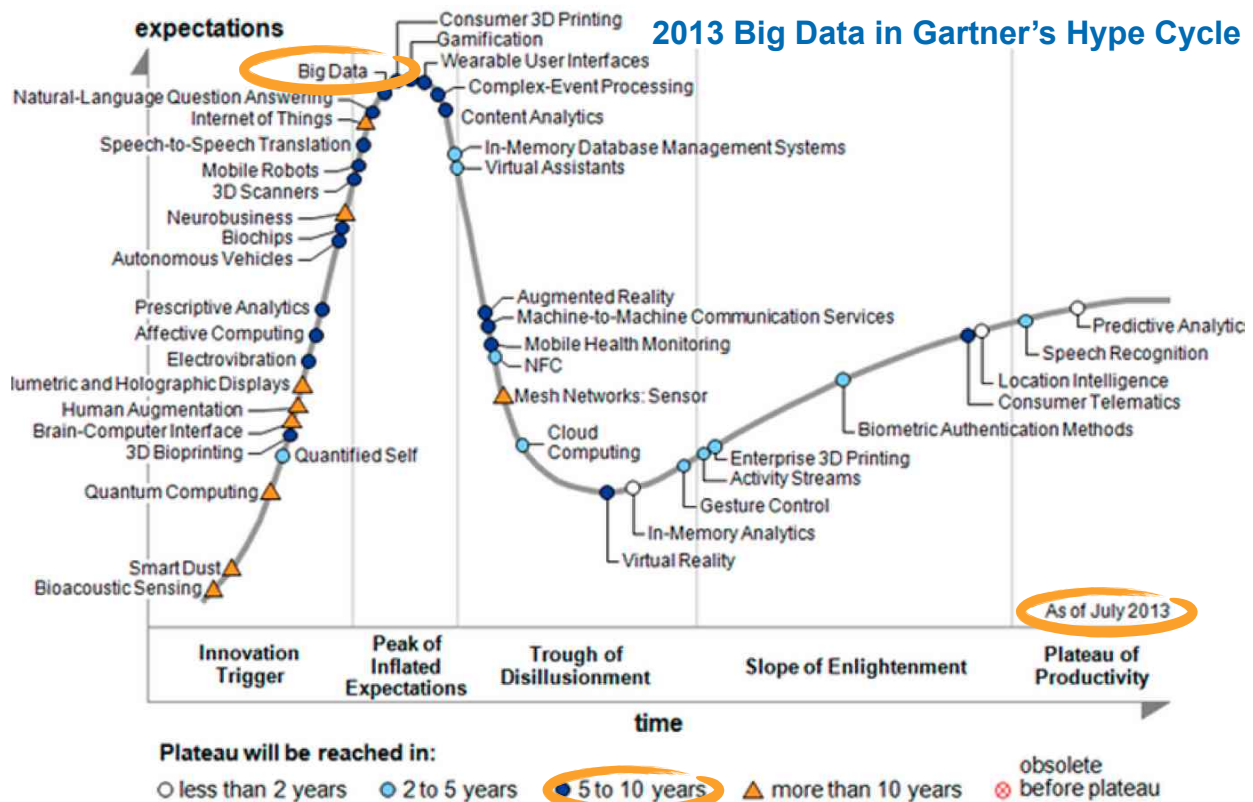 expectations
2013 Big Data in Gartner's Hype Cycle
Consumer 3D Printing
Gamification
Wearable User Interfaces
Big Data
Complex-Event Processing
Natural-Language Question Answering
Internet of Things
Content Analytics
Speech-to-Speech Translation
In-Memory Database Management Systems
Mobile Robots
Virtual Assistants
3D Scanners
Neurobusiness
Biochips
Autonomous Vehicles
Augmented Reality
Prescriptive Analytics
Machine-to-Machine Communication Services
Affective Computing
Mobile Health Monitoring
Electrovibration
NFC
lumetric and Holographic Displays
Mesh Networks: Sensor
Human Augmentation
Brain-Computer Interface
3D Bioprinting
Quantified Self
Cloud
Computing
Quantum Computing
Smart Dust
Bioacoustic Sensing
Predictive Analytics
Speech Recognition
Location Intelligence
Consumer Telematics
Biometric Authentication Methods
Enterprise 3D Printing
Activity Streams
Gesture Control
In-Memory Analytics
Virtual Reality
As of July 2013
Innovation
Trigger
Peak of
Inflated
Expectations
Trough of
Disillusionment
Slope of Enlightenment
Plateau of
Productivity
time
Plateau will be reached in:
less than 2 years
2 to 5 years
5 to 10 years
more than 10 years
obsolete
before plateau